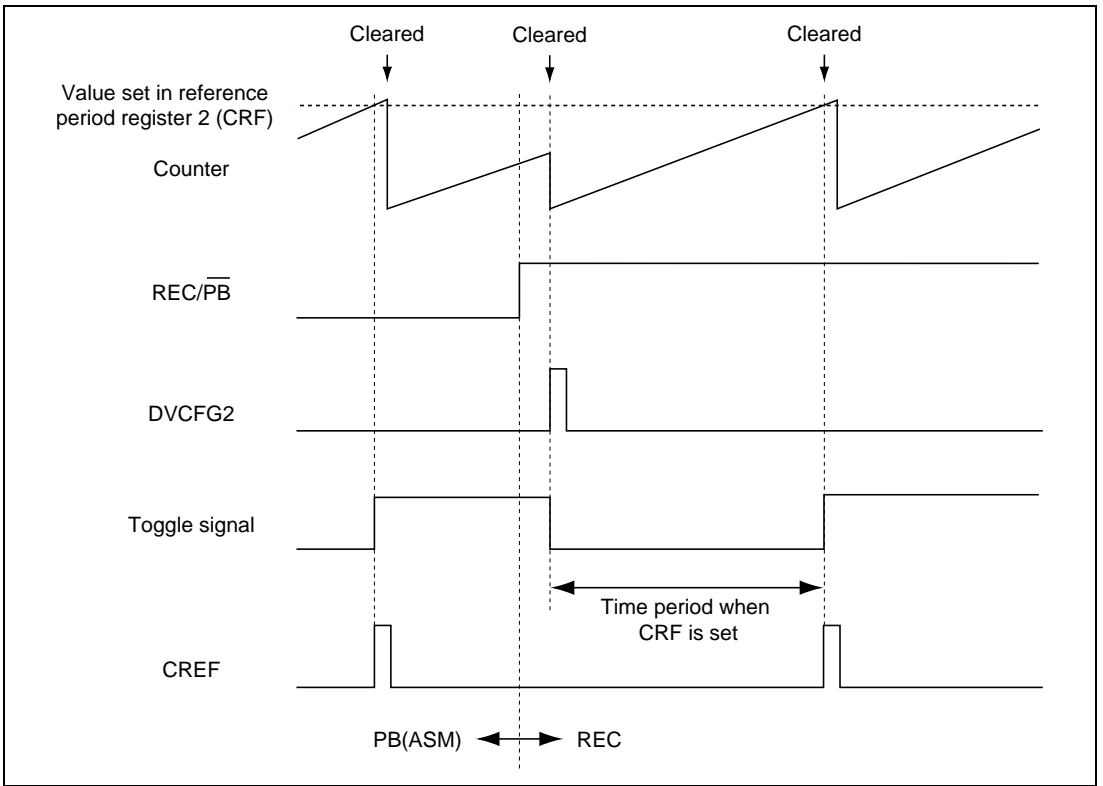 Cleared
Cleared
Cleared
Value set in reference
period register 2 (CRF)
Counter
REC/P̅B̅
DVCFG2
Toggle signal
Time period when
CRF is set
CREF
PB(ASM)
REC